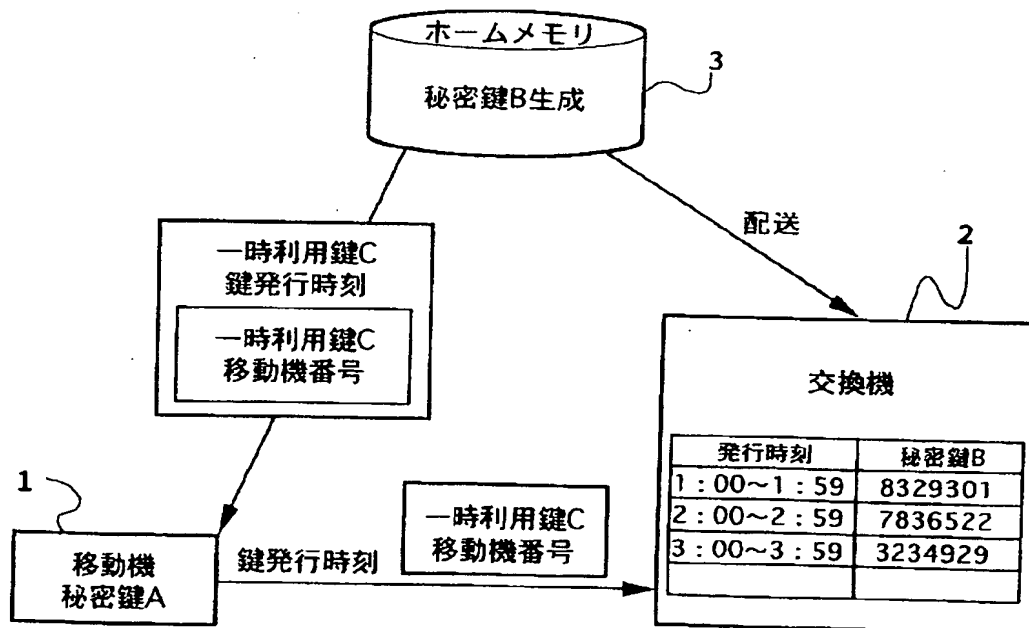 ホームメモリ
秘密鍵B生成
3
配送
2
一時利用鍵C
鍵発行時刻
一時利用鍵C
移動機番号
交換機
発行時刻 秘密鍵B
1：00～1：59 8329301
2：00～2：59 7836522
3：00～3：59 3234929
1
移動機
秘密鍵A
鍵発行時刻
一時利用鍵C
移動機番号